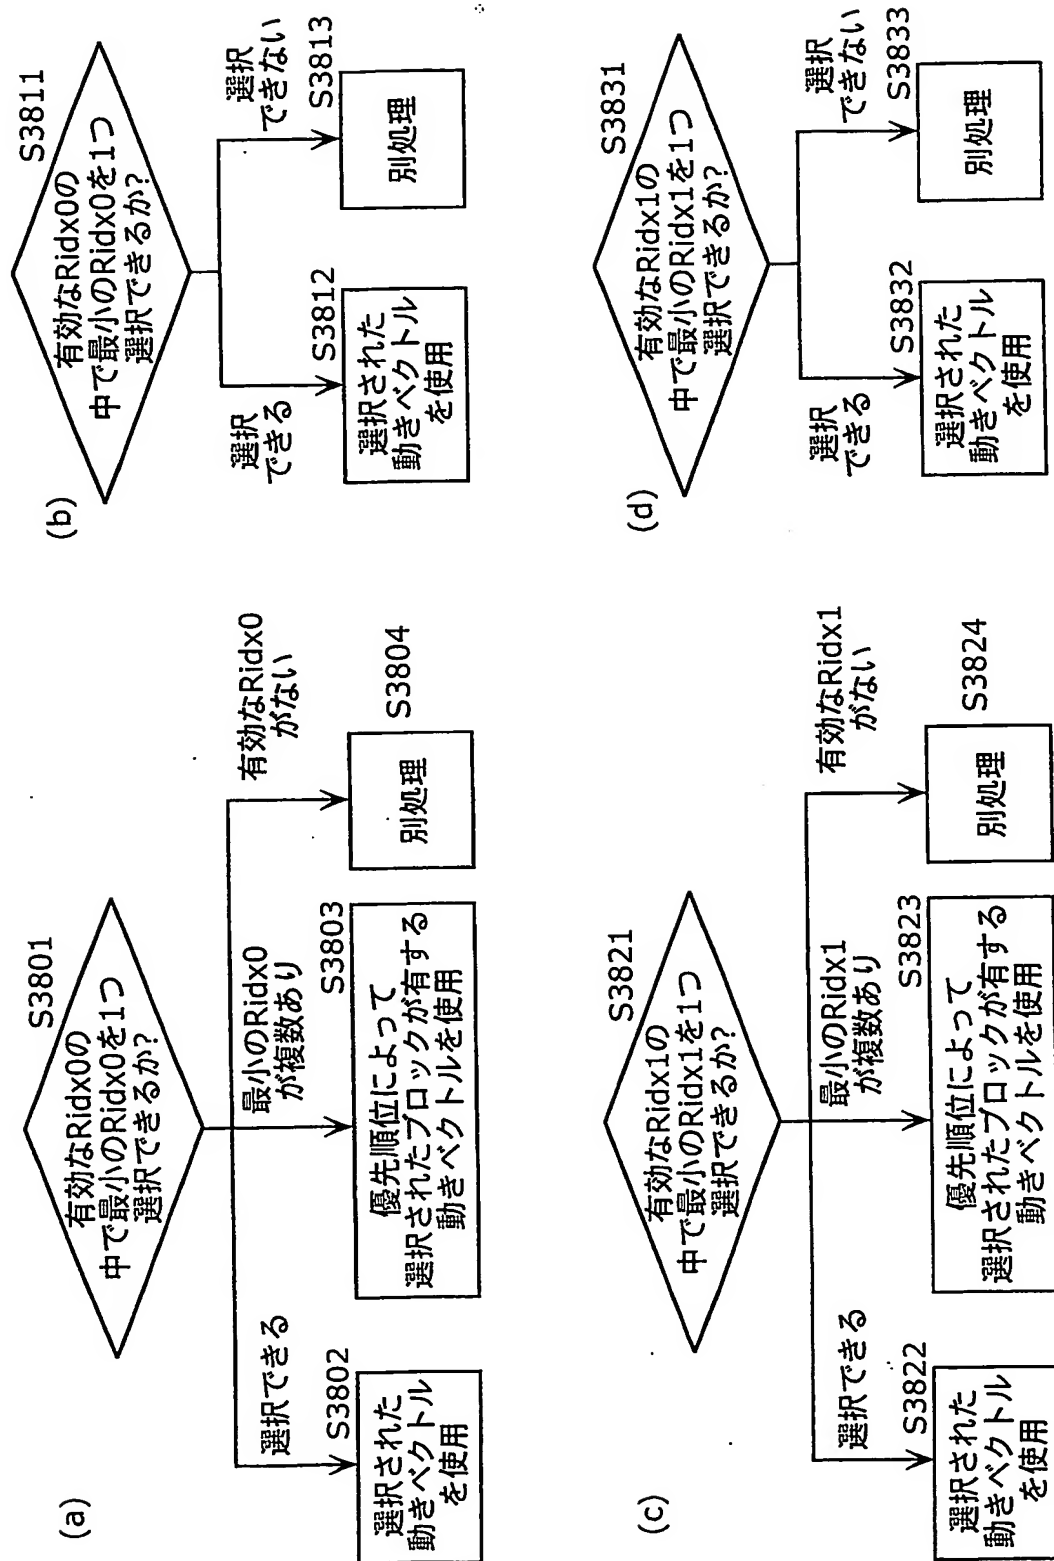 (a)
S3801
有効なRidx0の
中で最小のRidx0を1つ
選択できるか?
選択できる
S3802
選択された
動きベクトル
を使用
最小のRidx0
が複数あり
S3803
優先順位によって
選択されたブロックが有する
動きベクトルを使用
有効なRidx0
がない
S3804
別処理
(b)
S3811
有効なRidx0の
中で最小のRidx0を1つ
選択できるか?
選択
できる
S3812
選択された
動きベクトル
を使用
選択
できない
S3813
別処理
(c)
S3821
有効なRidx1の
中で最小のRidx1を1つ
選択できるか?
選択できる
S3822
選択された
動きベクトル
を使用
最小のRidx1
が複数あり
S3823
優先順位によって
選択されたブロックが有する
動きベクトルを使用
有効なRidx1
がない
S3824
別処理
(d)
S3831
有効なRidx1の
中で最小のRidx1を1つ
選択できるか?
選択
できる
S3832
選択された
動きベクトル
を使用
選択
できない
S3833
別処理